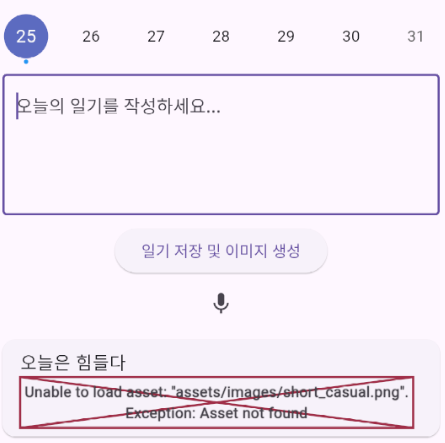 25 26 27 28 29 30 31
오늘의 일기를 작성하세요...
일기 저장 및 이미지 생성
오늘은 힘들다
Unable to load asset: "assets/images/short_casual.png".
Exception: Asset not found